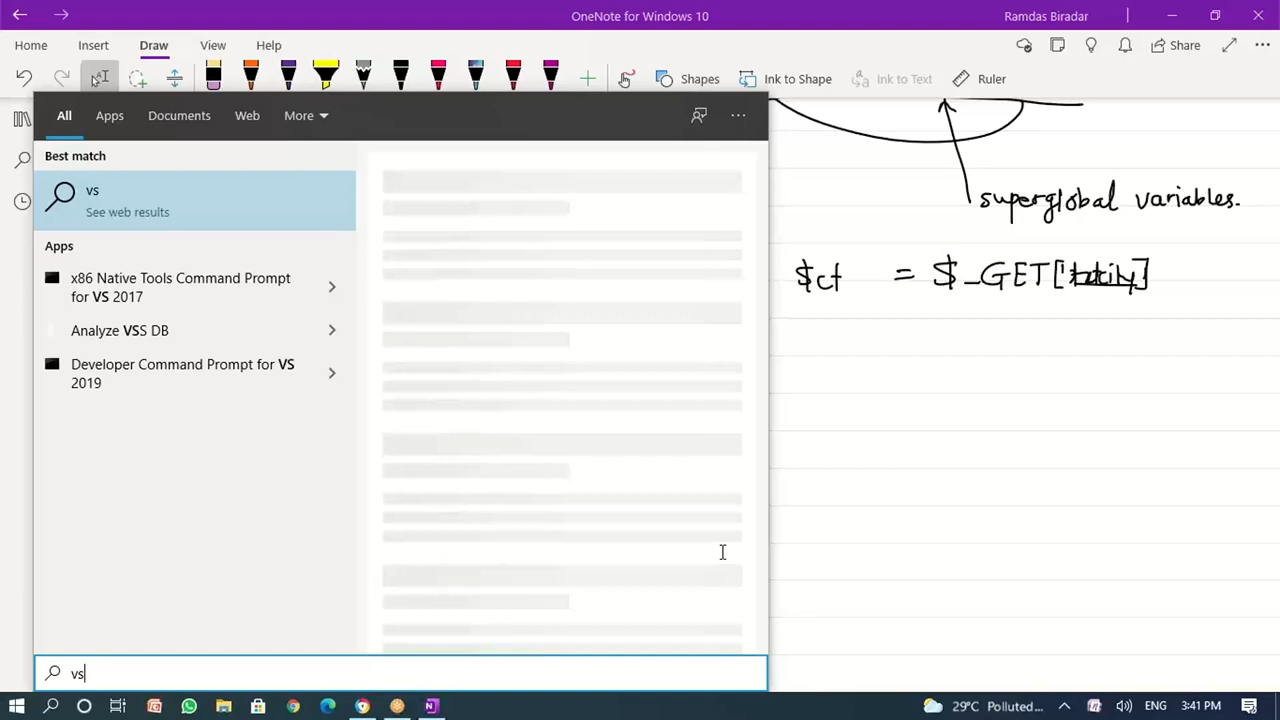 OneNote for Windows 10
Ramdas Biradar
Home Insert Draw View Help
Share
Shapes Ink to Shape Ink to Text Ruler
All Apps Documents Web More
Best match
vs
See web results
Apps
x86 Native Tools Command Prompt
for VS 2017
Analyze VSS DB
Developer Command Prompt for VS
2019
vs
superglobal variables.
$ct = $_GET[
29°C Polluted... ENG 3:41 PM